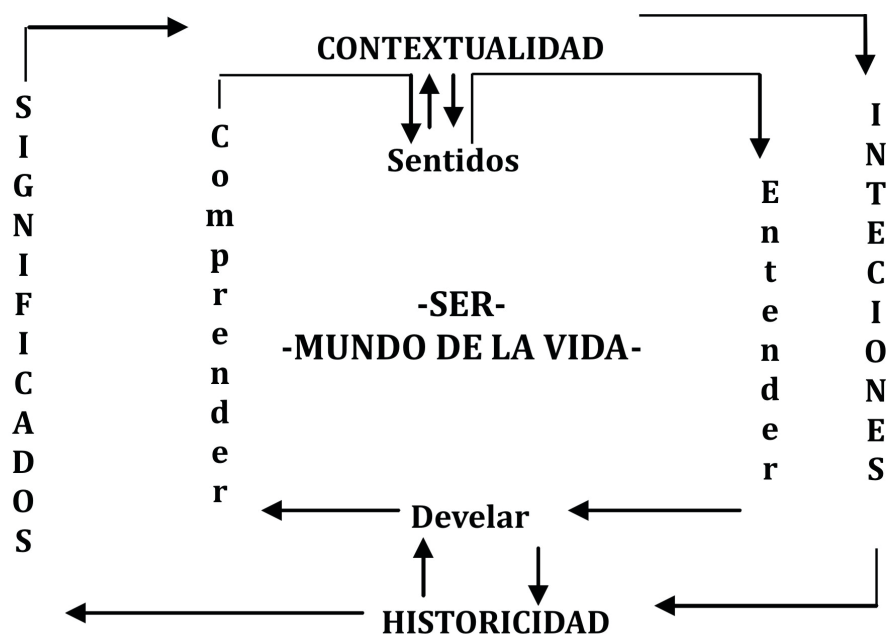 CONTEXTUALIDAD
SIGNIFICADOS
Comprender
Sentidos
Entender
INTECIONES
-SER-
-MUNDO DE LA VIDA-
Develar
HISTORICIDAD